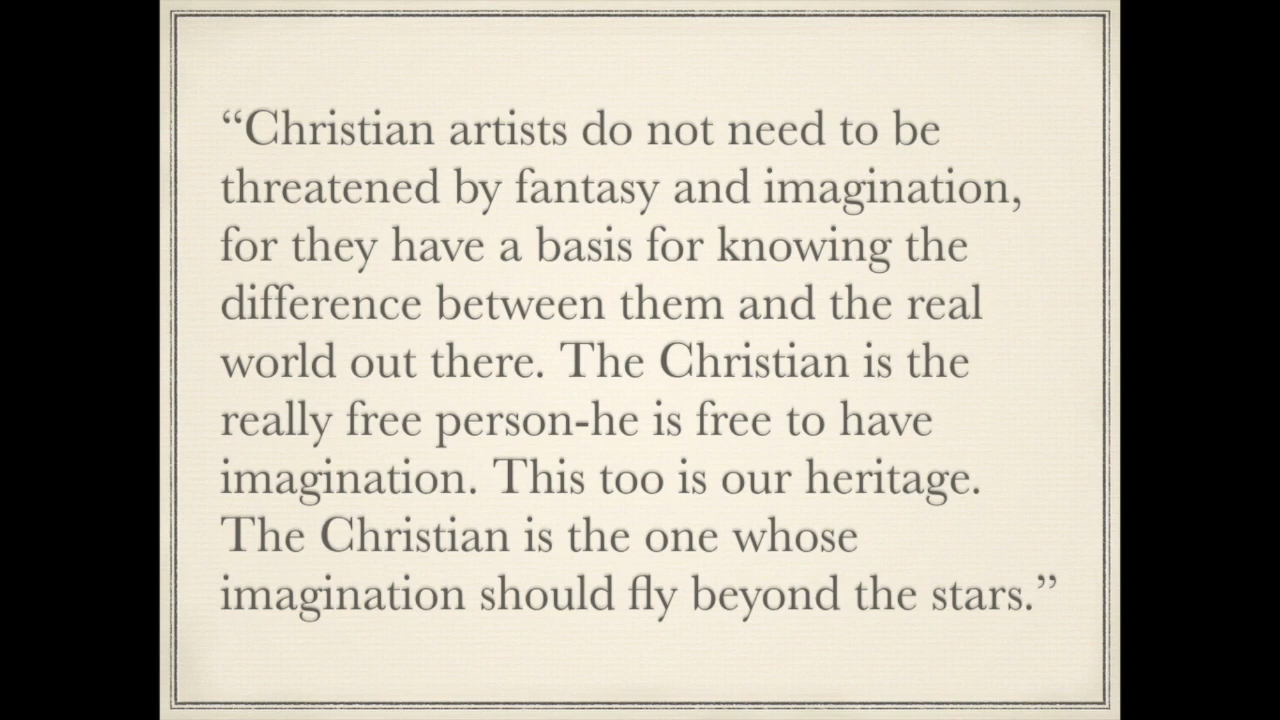 “Christian artists do not need to be
threatened by fantasy and imagination,
for they have a basis for knowing the
difference between them and the real
world out there. The Christian is the
really free person-he is free to have
imagination. This too is our heritage.
The Christian is the one whose
imagination should fly beyond the stars.”